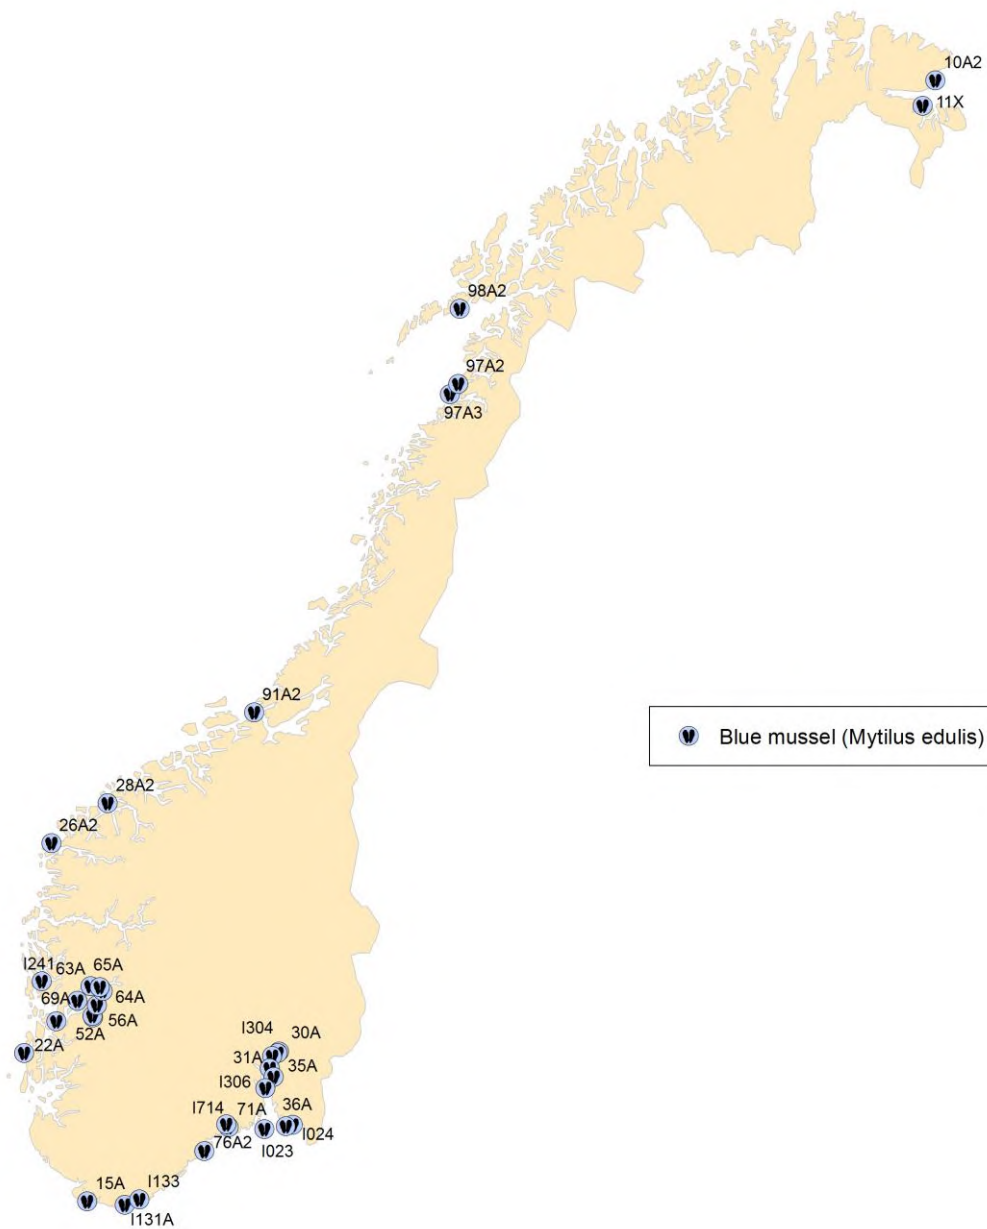 10A2
11X
98A2
97A2
97A3
91A2
Blue mussel (Mytilus edulis)
28A2
26A2
I241
63A
65A
69A
64A
56A
52A
22A
I304
30A
31A
35A
I306
I714
71A
36A
I024
I023
76A2
15A
I133
I131A